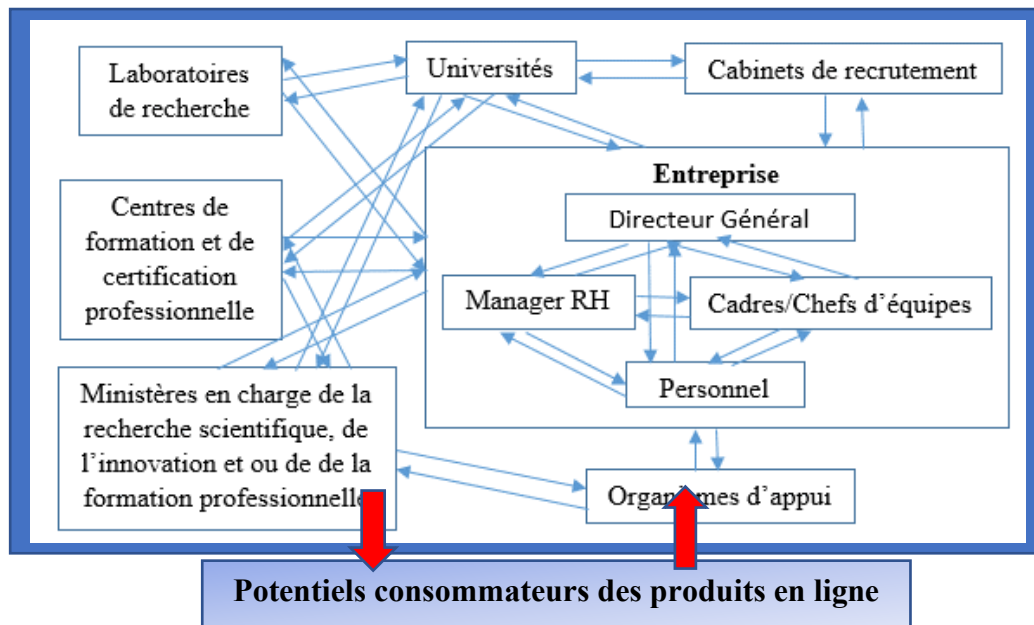 Laboratoires
de recherche
Universités
Cabinets de recrutement
Centres de
formation et de
certification
professionnelle
Entreprise
Directeur Général
Manager RH
Cadres/Chefs d'équipes
Personnel
Ministères en charge de la
recherche scientifique, de
l'innovation et ou de de la
formation professionnelle
Organismes d'appui
Potentiels consommateurs des produits en ligne